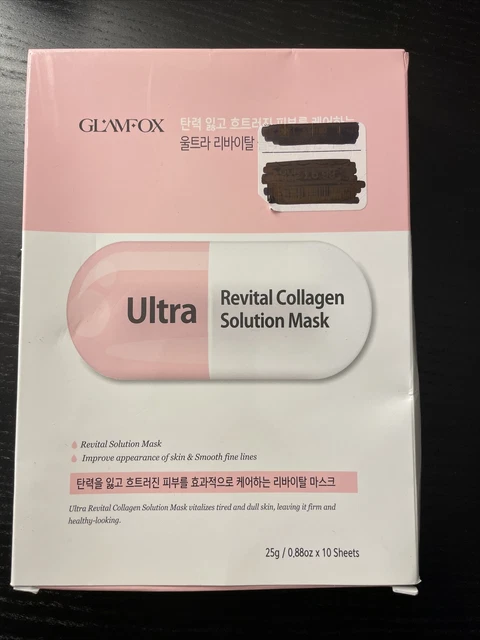 GLAMFOX
탄력 잃고 흐트러진 피부를 케어하는
울트라 리바이탈
Ultra
Revital Collagen
Solution Mask
Revital Solution Mask
Improve appearance of skin & Smooth fine lines
탄력을 잃고 흐트러진 피부를 효과적으로 케어하는 리바이탈 마스크
Ultra Revital Collagen Solution Mask vitalizes tired and dull skin, leaving it firm and
healthy-looking.
25g / 0,88oz x 10 Sheets